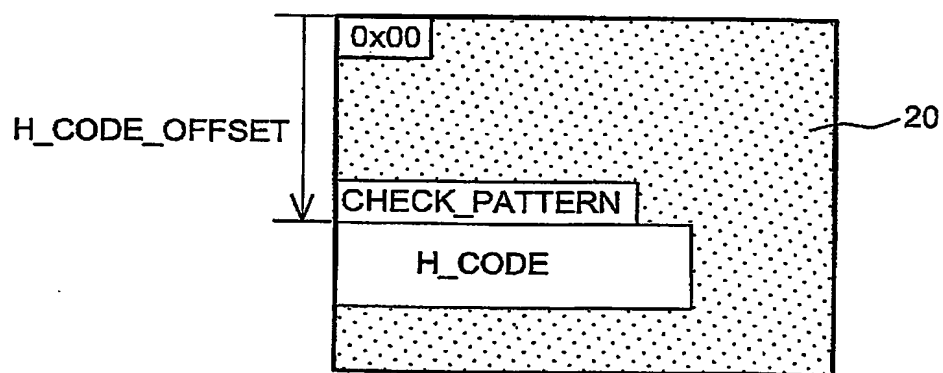 0x00
H_CODE_OFFSET
20
CHECK_PATTERN
H_CODE